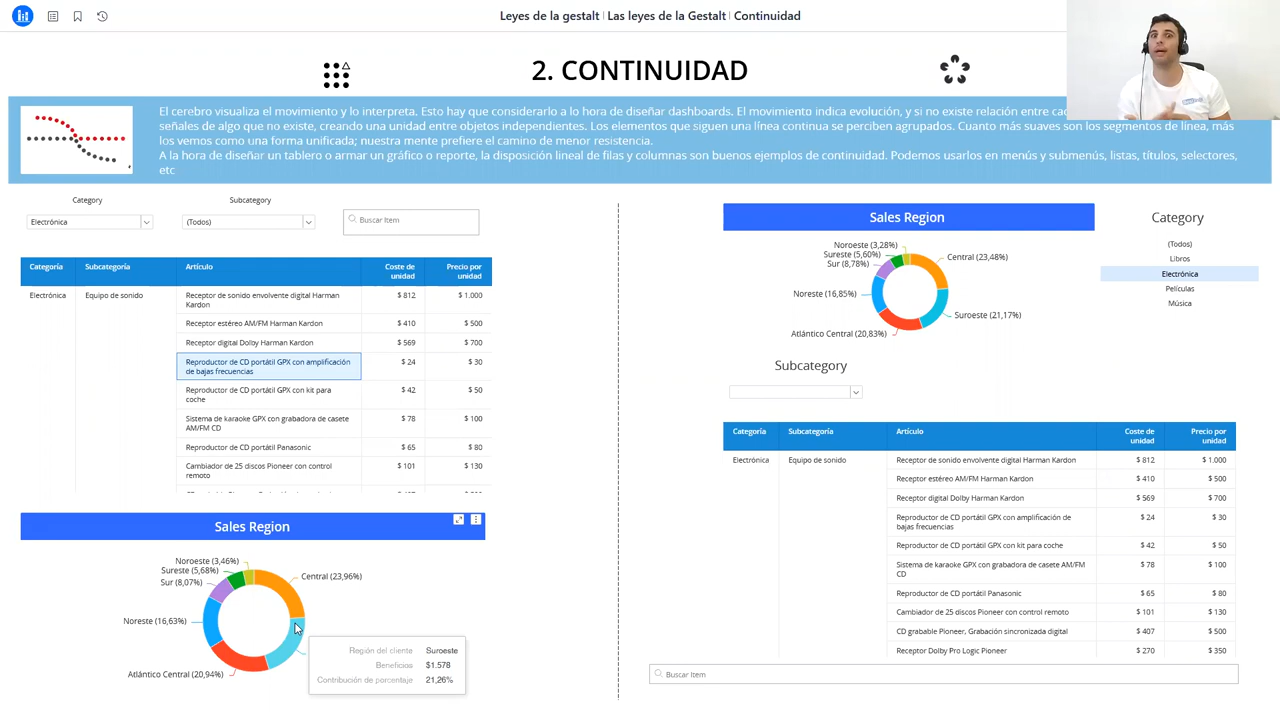 Leyes de la gestalt | Las leyes de la Gestalt | Continuidad
2. CONTINUIDAD
El cerebro visualiza el movimiento y lo interpreta. Esto hay que considerarlo a la hora de diseñar dashboards. El movimiento indica evolución, y si no existe relación entre
señales de algo que no existe, creando una unidad entre objetos independientes. Los elementos que siguen una línea continua se perciben agrupados. Cuanto más suaves son los segmentos de línea, más
los vemos como una forma unificada; nuestra mente prefiere el camino de menor resistencia.
A la hora de diseñar un tablero o armar un gráfico o reporte, la disposición lineal de filas y columnas son buenos ejemplos de continuidad. Podemos usarlos en menús y submenús, listas, títulos, selectores,
etc
Category
Subcategory
Electrónica
(Todos)
Buscar Item
Categoría Subcategoría Artículo Coste de unidad Precio por unidad
Electrónica Equipo de sonido Receptor de sonido envolvente digital Harman Kardon $ 812 $ 1.000
Receptor estéreo AM/FM Harman Kardon $ 410 $ 500
Receptor digital Dolby Harman Kardon $ 569 $ 700
Reproductor de CD portátil GPX con amplificación de bajas frecuencias $ 24 $ 30
Reproductor de CD portátil GPX con kit para coche $ 42 $ 50
Sistema de karaoke GPX con grabadora de casete AM/FM CD $ 78 $ 100
Reproductor de CD portátil Panasonic $ 65 $ 80
Cambiador de 25 discos Pioneer con control remoto $ 101 $ 130
Sales Region
Noroeste (3,46%)
Sureste (5,68%)
Sur (8,07%)
Central (23,96%)
Noreste (16,63%)
Atlántico Central (20,94%)
Región del cliente Suroeste
Beneficios $1.578
Contribución de porcentaje 21,26%
Sales Region
Noroeste (3,28%)
Sureste (5,60%)
Sur (8,78%)
Central (23,48%)
Noreste (16,85%)
Suroeste (21,17%)
Atlántico Central (20,83%)
Category
(Todos)
Libros
Electrónica
Películas
Música
Subcategory
Categoría Subcategoría Artículo Coste de unidad Precio por unidad
Electrónica Equipo de sonido Receptor de sonido envolvente digital Harman Kardon $ 812 $ 1.000
Receptor estéreo AM/FM Harman Kardon $ 410 $ 500
Receptor digital Dolby Harman Kardon $ 569 $ 700
Reproductor de CD portátil GPX con amplificación de bajas frecuencias $ 24 $ 30
Reproductor de CD portátil GPX con kit para coche $ 42 $ 50
Sistema de karaoke GPX con grabadora de casete AM/FM CD $ 78 $ 100
Reproductor de CD portátil Panasonic $ 65 $ 80
Cambiador de 25 discos Pioneer con control remoto $ 101 $ 130
CD grabable Pioneer, Grabación sincronizada digital $ 407 $ 500
Receptor Dolby Pro Logic Pioneer $ 270 $ 350
Buscar Item